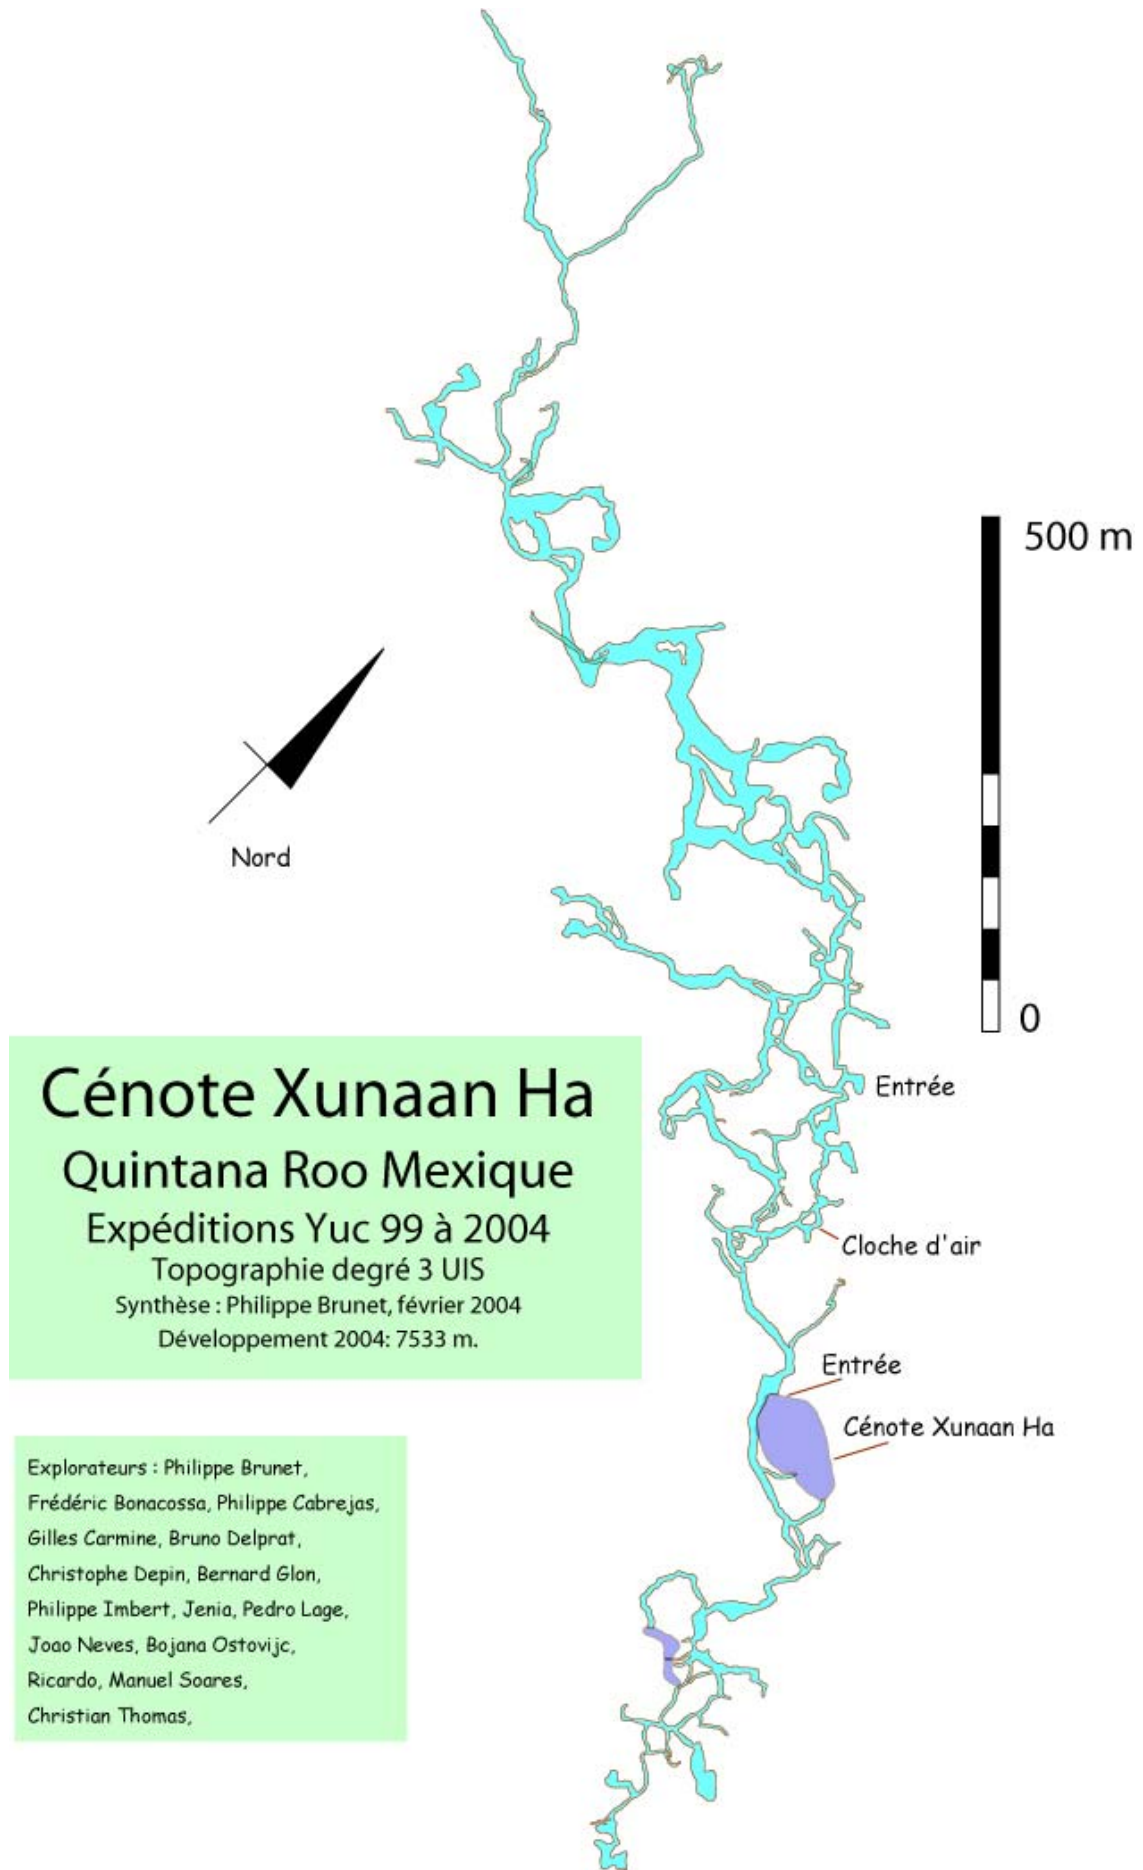 500 m
Nord
0
Cénote Xunaan Ha
Quintana Roo Mexique
Expéditions Yuc 99 à 2004
Topographie degré 3 UIS
Synthèse : Philippe Brunet, février 2004
Développement 2004: 7533 m.
Entrée
Cloche d'air
Entrée
Cénote Xunaan Ha
Explorateurs : Philippe Brunet,
Frédéric Bonacossa, Philippe Cabrejas,
Gilles Carmine, Bruno Delprat,
Christophe Depin, Bernard Glon,
Philippe Imbert, Jenia, Pedro Lage,
Joao Neves, Bojana Ostovijc,
Ricardo, Manuel Soares,
Christian Thomas,